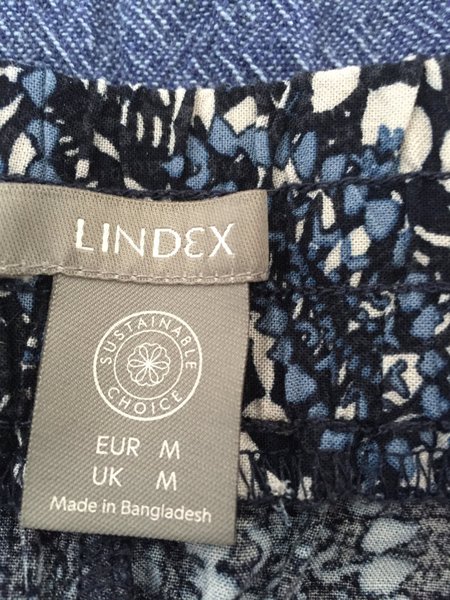 LINDEX
SUSTAINABLE
CHOICE
EUR M
UK M
Made in Bangladesh